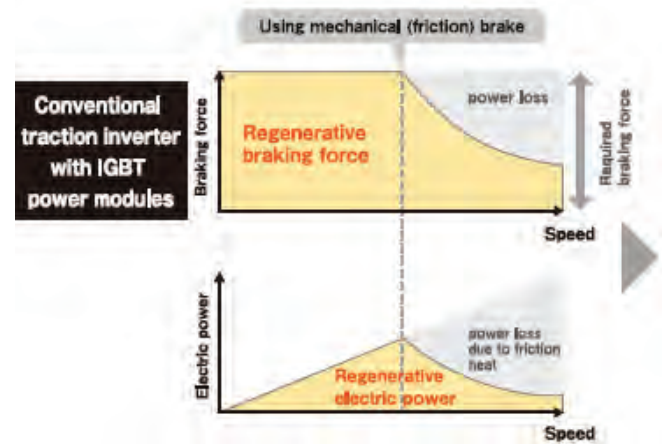 Using mechanical (friction) brake
Conventional
traction inverter
with IGBT
power modules
Braking force
Regenerative
braking force
power loss
Required
braking force
Speed
Electric power
Regenerative
electric power
power loss
due to friction
heat
Speed